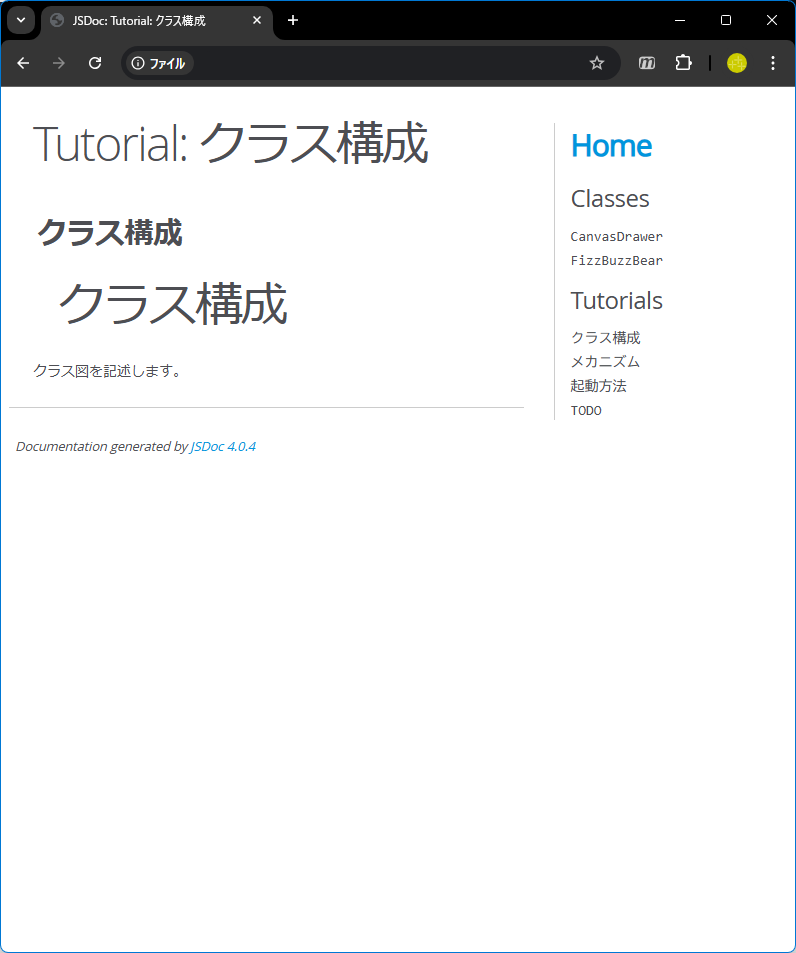 JSDoc: Tutorial: クラス構成
ファイル
Tutorial: クラス構成
クラス構成
クラス構成
クラス図を記述します。
Documentation generated by JSDoc 4.0.4
Home
Classes
CanvasDrawer
FizzBuzzBear
Tutorials
クラス構成
メカニズム
起動方法
TODO